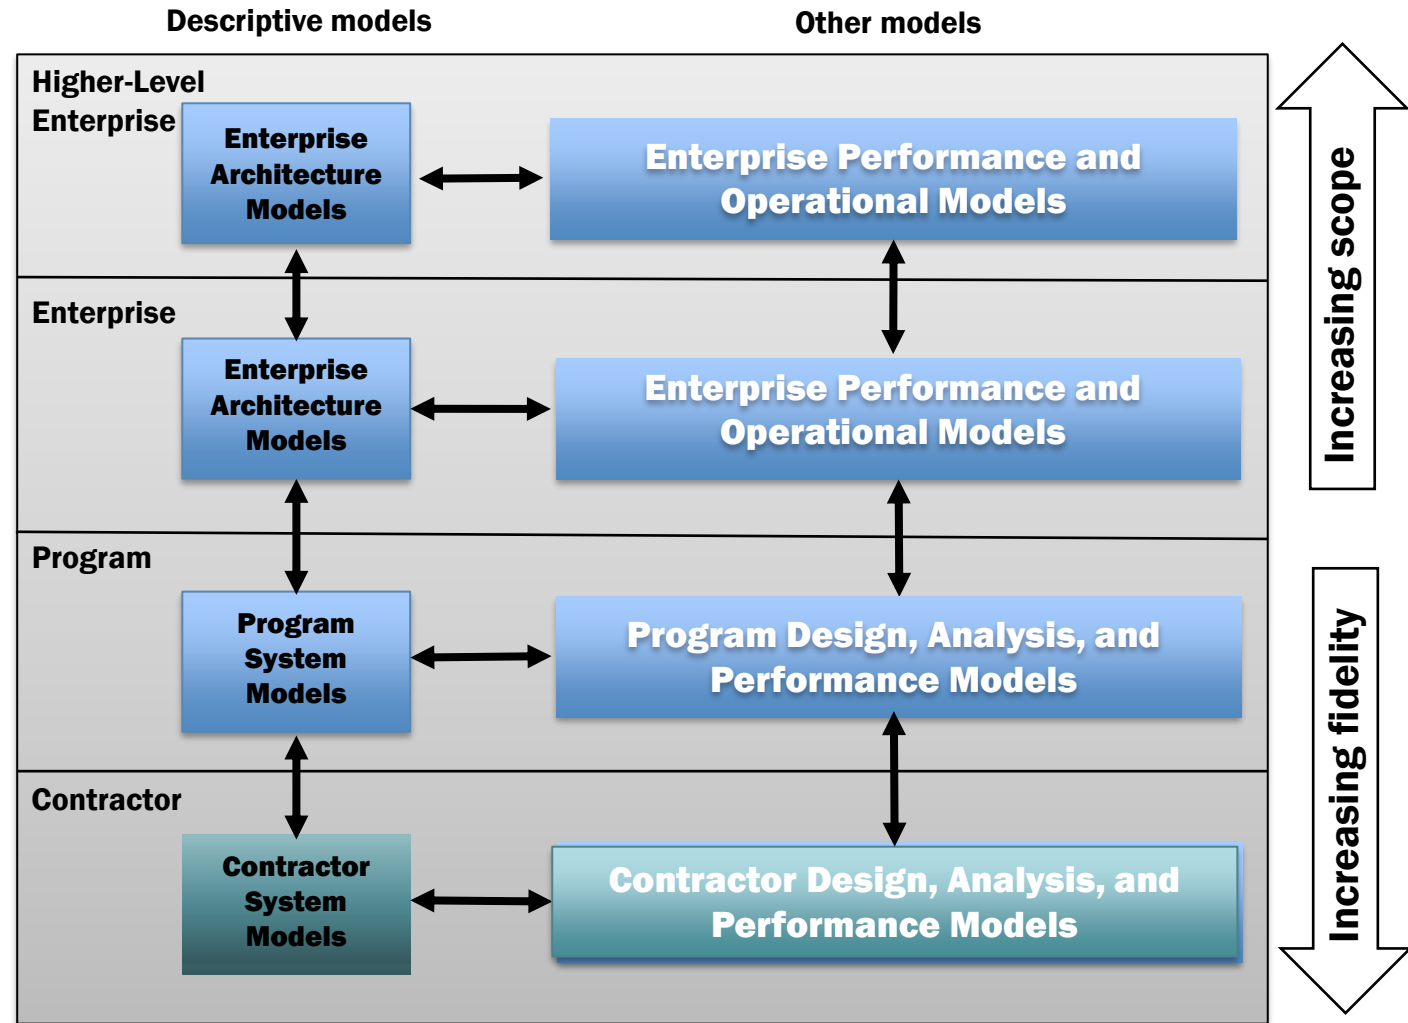 Descriptive models
Other models
Higher-Level
Enterprise
Enterprise
Architecture
Models
Enterprise Performance and
Operational Models
Enterprise
Enterprise
Architecture
Models
Enterprise Performance and
Operational Models
Program
Program
System
Models
Program Design, Analysis, and
Performance Models
Contractor
Contractor
System
Models
Contractor Design, Analysis, and
Performance Models
Increasing scope
Increasing fidelity